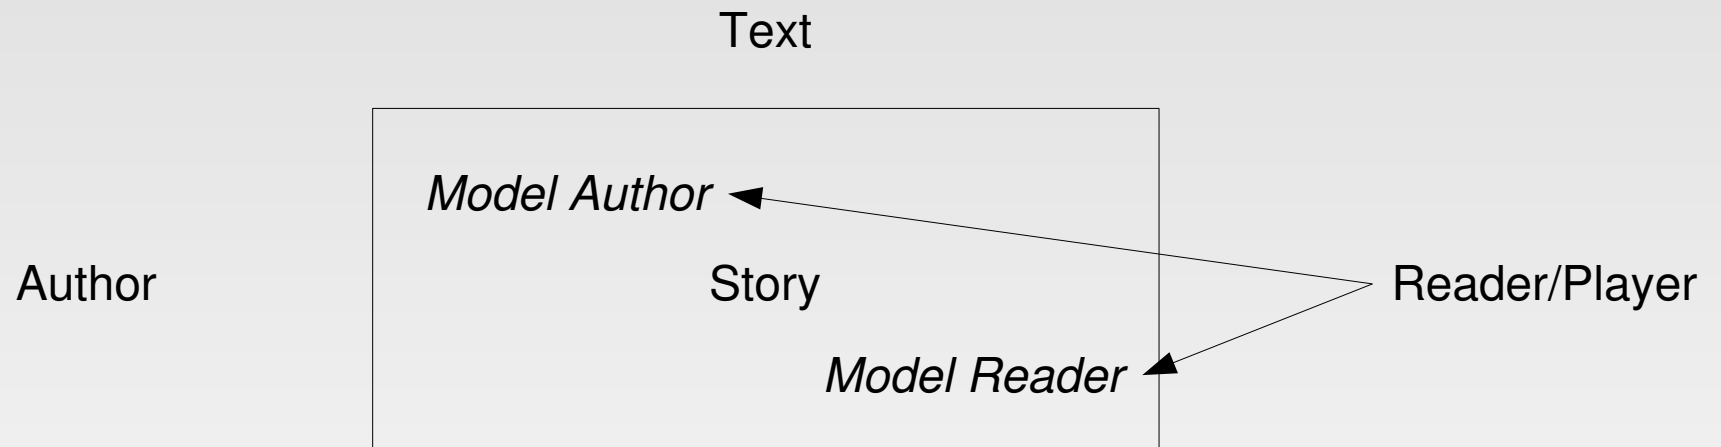 Text
Model Author
Author
Story
Reader/Player
Model Reader